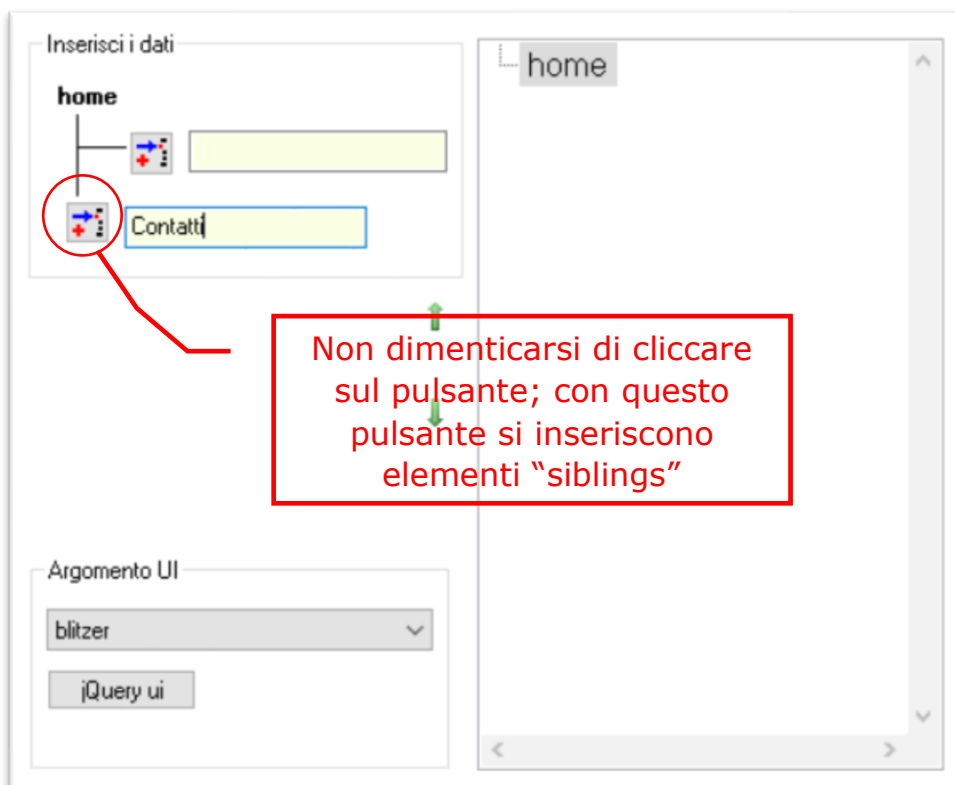 Inserisci i dati
home
home
Contatti
Non dimenticarsi di cliccare
sul pulsante; con questo
pulsante si inseriscono
elementi “siblings”
Argomento UI
blitzer
jQuery ui